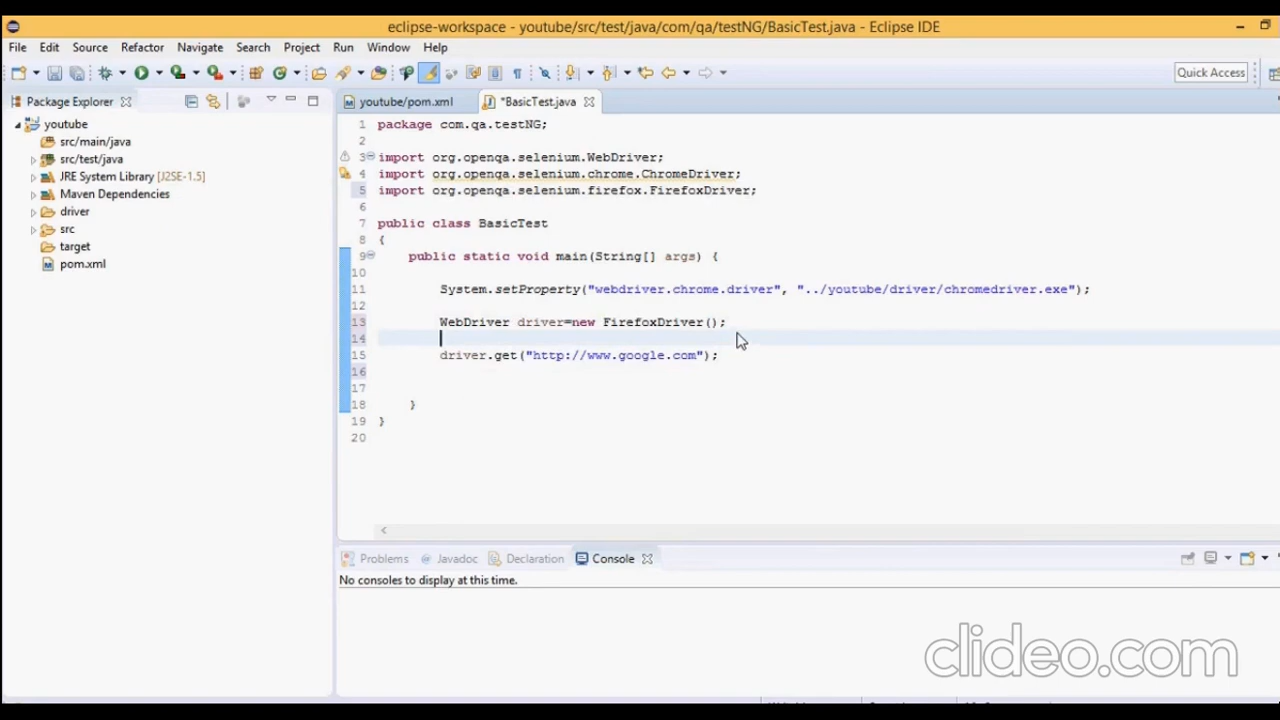 eclipse-workspace - youtube/src/test/java/com/qa/testNG/BasicTest.java - Eclipse IDE
File Edit Source Refactor Navigate Search Project Run Window Help
Quick Access
Package Explorer
youtube
src/main/java
src/test/java
JRE System Library [J2SE-1.5]
Maven Dependencies
driver
src
target
pom.xml
youtube/pom.xml *BasicTest.java
1 package com.qa.testNG;
2
3 import org.openqa.selenium.WebDriver;
4 import org.openqa.selenium.chrome.ChromeDriver;
5 import org.openqa.selenium.firefox.FirefoxDriver;
6
7 public class BasicTest
8 {
9 public static void main(String[] args) {
10
11 System.setProperty("webdriver.chrome.driver", "../youtube/driver/chromedriver.exe");
12
13 WebDriver driver=new FirefoxDriver();
14
15 driver.get("http://www.google.com");
16
17
18 }
19 }
20
Problems Javadoc Declaration Console
No consoles to display at this time.
clideo.com